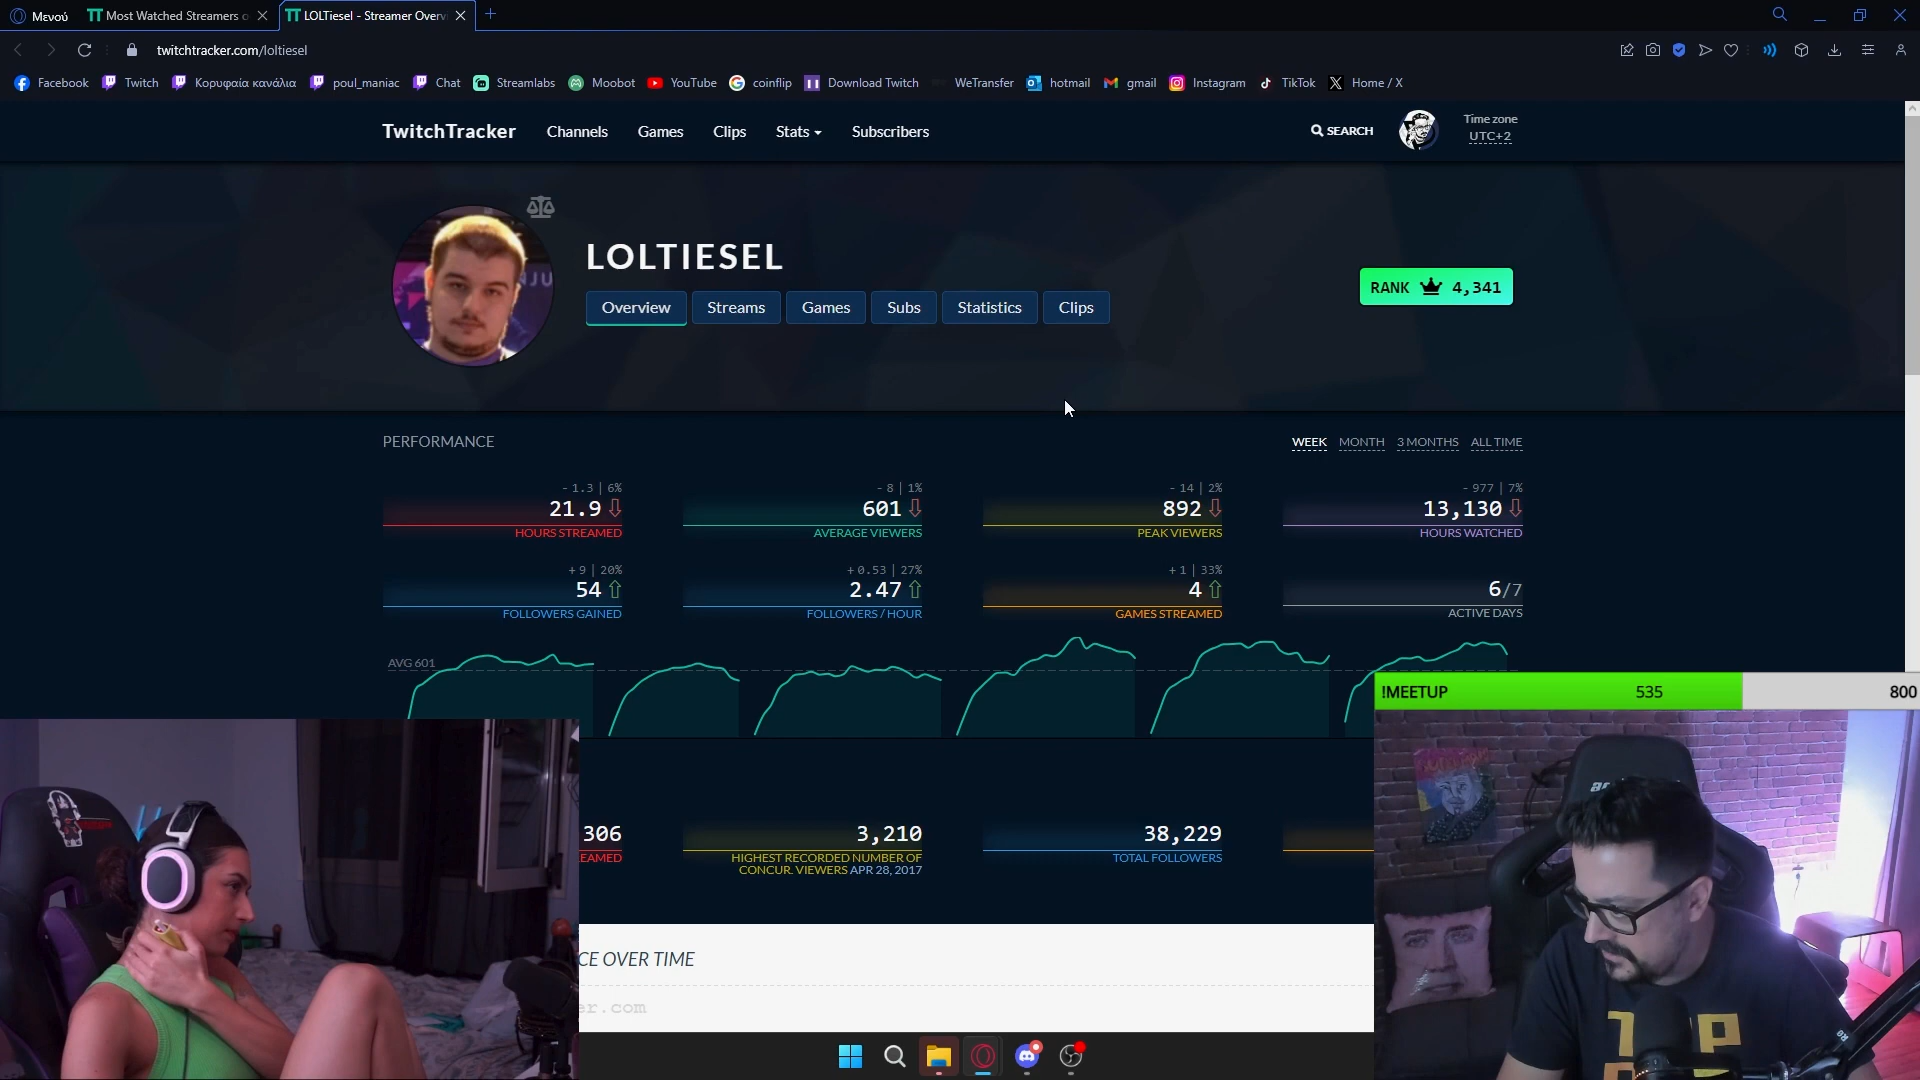 Μενού
Most Watched Streamers o
LOLTiesel - Streamer Overv
twitchtracker.com/loltiesel
Facebook
Twitch
Κορυφαία κανάλια
poul_maniac
Chat
Streamlabs
Moobot
YouTube
coinflip
Download Twitch
WeTransfer
hotmail
gmail
Instagram
TikTok
Home / X
TwitchTracker
Channels
Games
Clips
Stats
Subscribers
SEARCH
Time zone
UTC+2
LOLTIESEL
Overview
Streams
Games
Subs
Statistics
Clips
RANK 4,341
PERFORMANCE
WEEK
MONTH
3 MONTHS
ALL TIME
- 1.3 | 6%
21.9
HOURS STREAMED
- 8 | 1%
601
AVERAGE VIEWERS
- 14 | 2%
892
PEAK VIEWERS
- 977 | 7%
13,130
HOURS WATCHED
+ 9 | 20%
54
FOLLOWERS GAINED
+ 0.53 | 27%
2.47
FOLLOWERS / HOUR
+ 1 | 33%
4
GAMES STREAMED
6/7
ACTIVE DAYS
AVG 601
!MEETUP
535
800
306
EAMED
3,210
HIGHEST RECORDED NUMBER OF
CONCUR. VIEWERS APR 28, 2017
38,229
TOTAL FOLLOWERS
CE OVER TIME
er.com